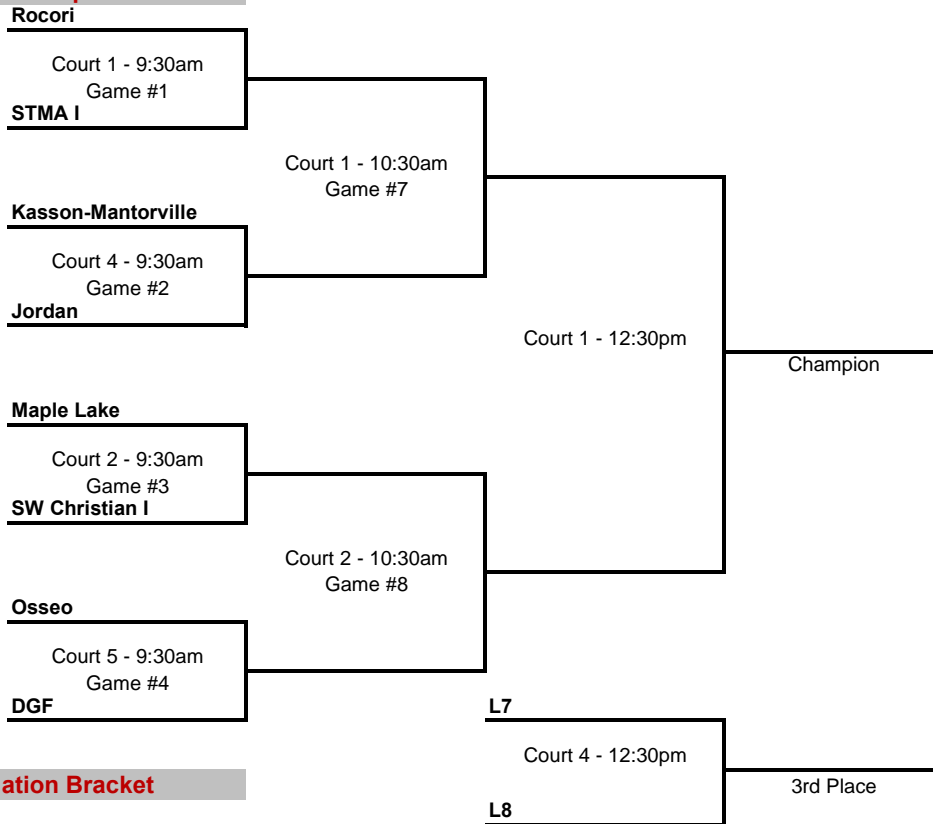 Rocori
Court 1 - 9:30am
Game #1
STMA I
Court 1 - 10:30am
Game #7
Kasson-Mantorville
Court 4 - 9:30am
Game #2
Jordan
Court 1 - 12:30pm
Champion
Maple Lake
Court 2 - 9:30am
Game #3
SW Christian I
Court 2 - 10:30am
Game #8
Osseo
Court 5 - 9:30am
Game #4
DGF
L7
Court 4 - 12:30pm
ation Bracket
3rd Place
L8